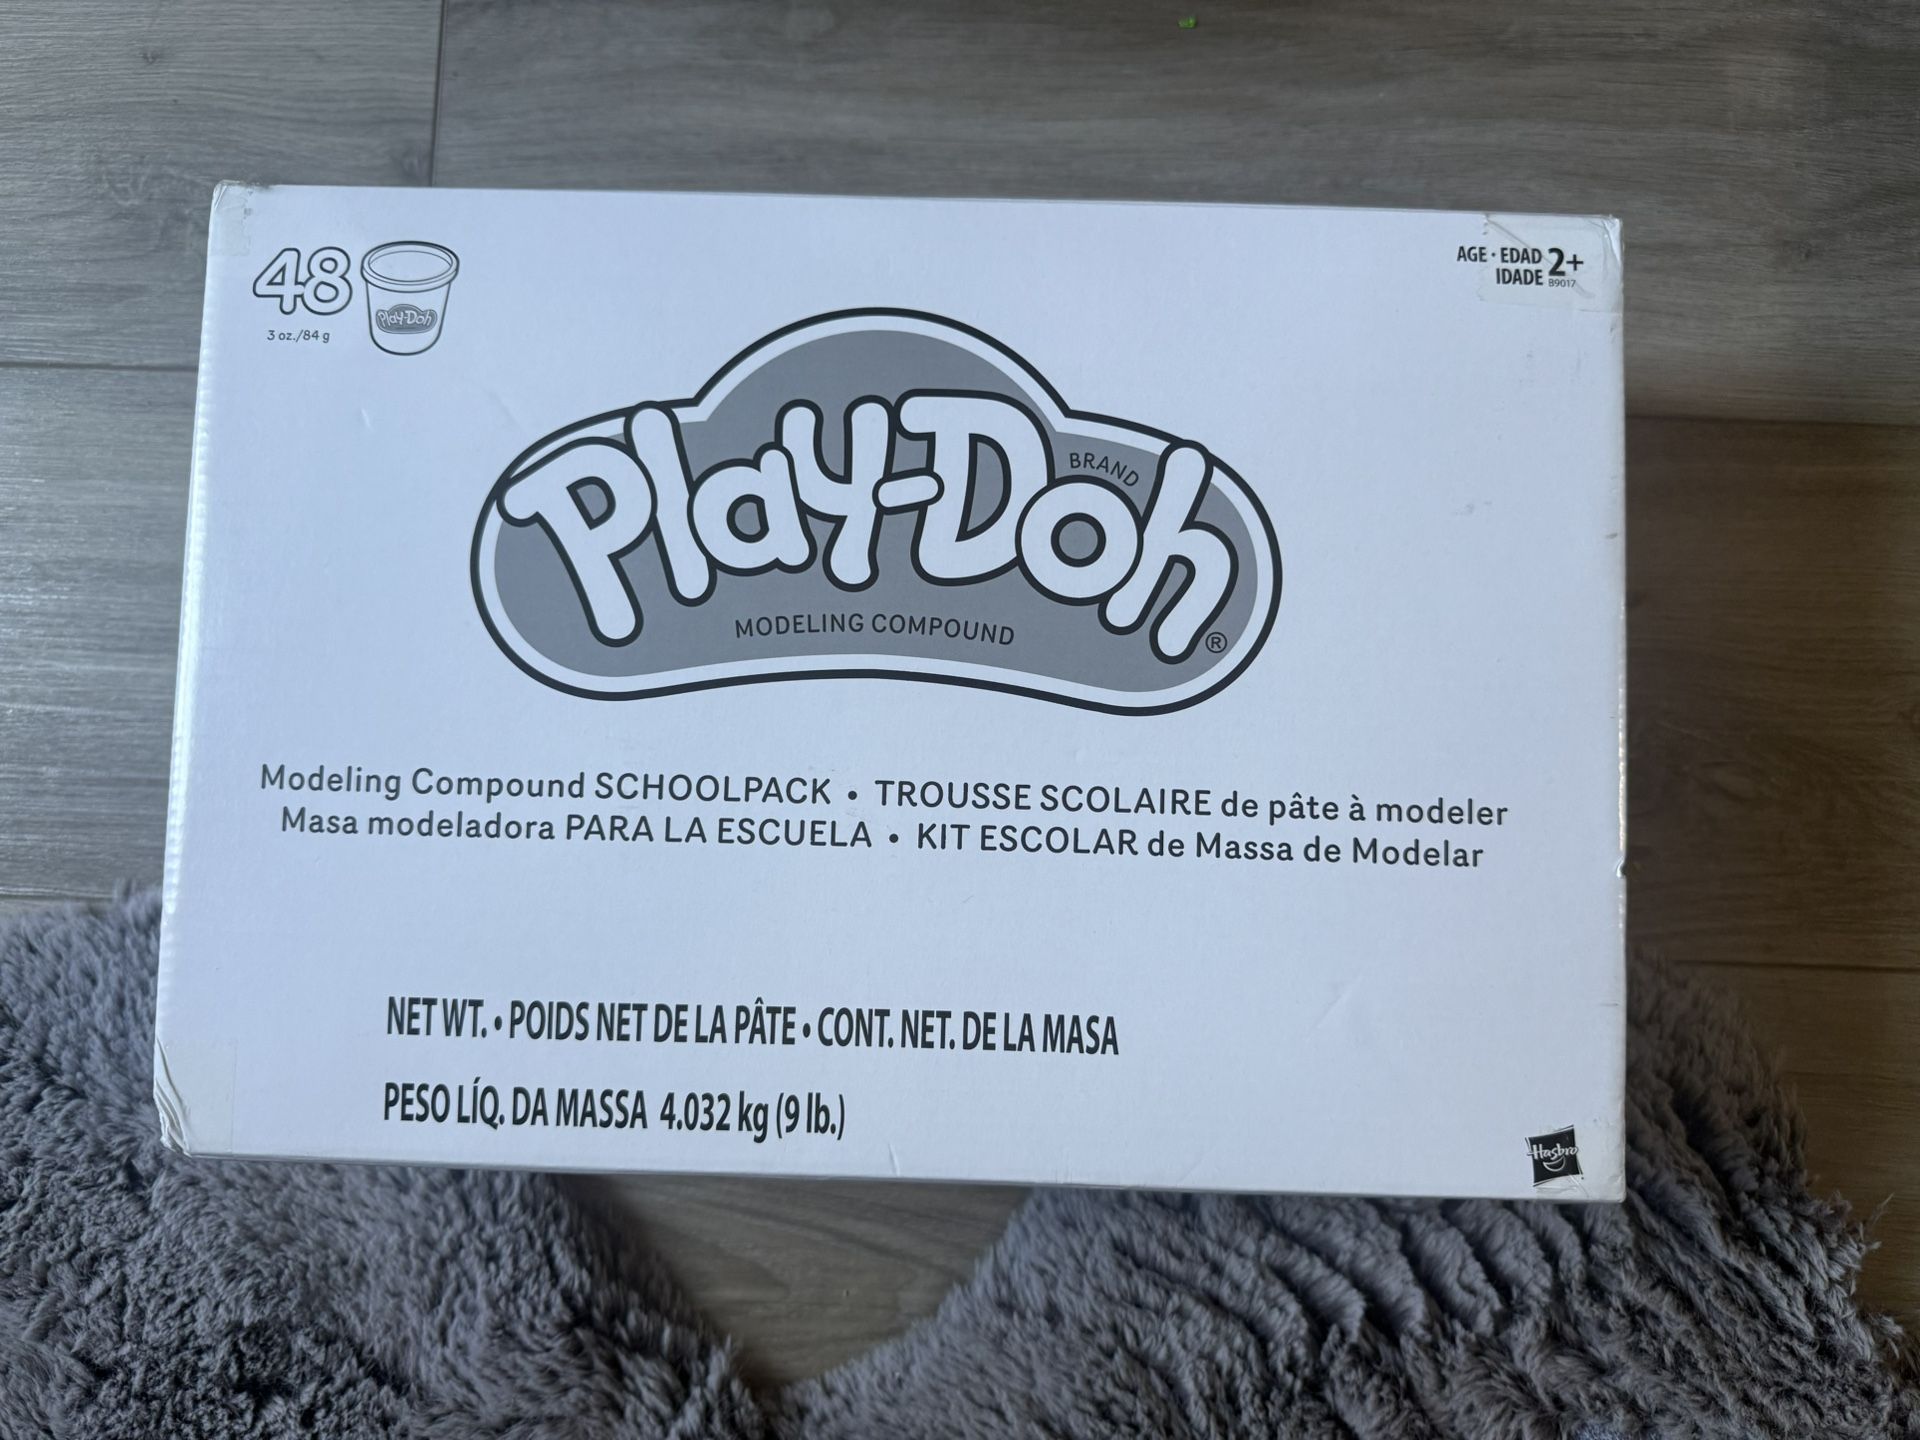 48
3 oz./84 g
Play-Doh
AGE • EDAD 2+
IDADE B9017
Play-Doh
BRAND
MODELING COMPOUND
®
Modeling Compound SCHOOLPACK • TROUSSE SCOLAIRE de pâte à modeler
Masa modeladora PARA LA ESCUELA • KIT ESCOLAR de Massa de Modelar
NET WT. • POIDS NET DE LA PÂTE • CONT. NET. DE LA MASA
PESO LÍQ. DA MASSA 4.032 kg (9 lb.)
Hasbro